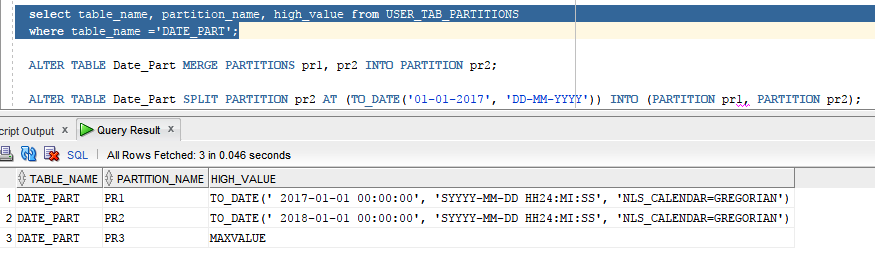 select table_name, partition_name, high_value from USER_TAB_PARTITIONS
where table_name ='DATE_PART';
ALTER TABLE Date_Part MERGE PARTITIONS pr1, pr2 INTO PARTITION pr2;
ALTER TABLE Date_Part SPLIT PARTITION pr2 AT (TO_DATE('01-01-2017', 'DD-MM-YYYY')) INTO (PARTITION pr1, PARTITION pr2);
cript Output x Query Result x
SQL | All Rows Fetched: 3 in 0.046 seconds
TABLE_NAME PARTITION_NAME HIGH_VALUE
1 DATE_PART PR1 TO_DATE(' 2017-01-01 00:00:00', 'SYYYY-MM-DD HH24:MI:SS', 'NLS_CALENDAR=GREGORIAN')
2 DATE_PART PR2 TO_DATE(' 2018-01-01 00:00:00', 'SYYYY-MM-DD HH24:MI:SS', 'NLS_CALENDAR=GREGORIAN')
3 DATE_PART PR3 MAXVALUE